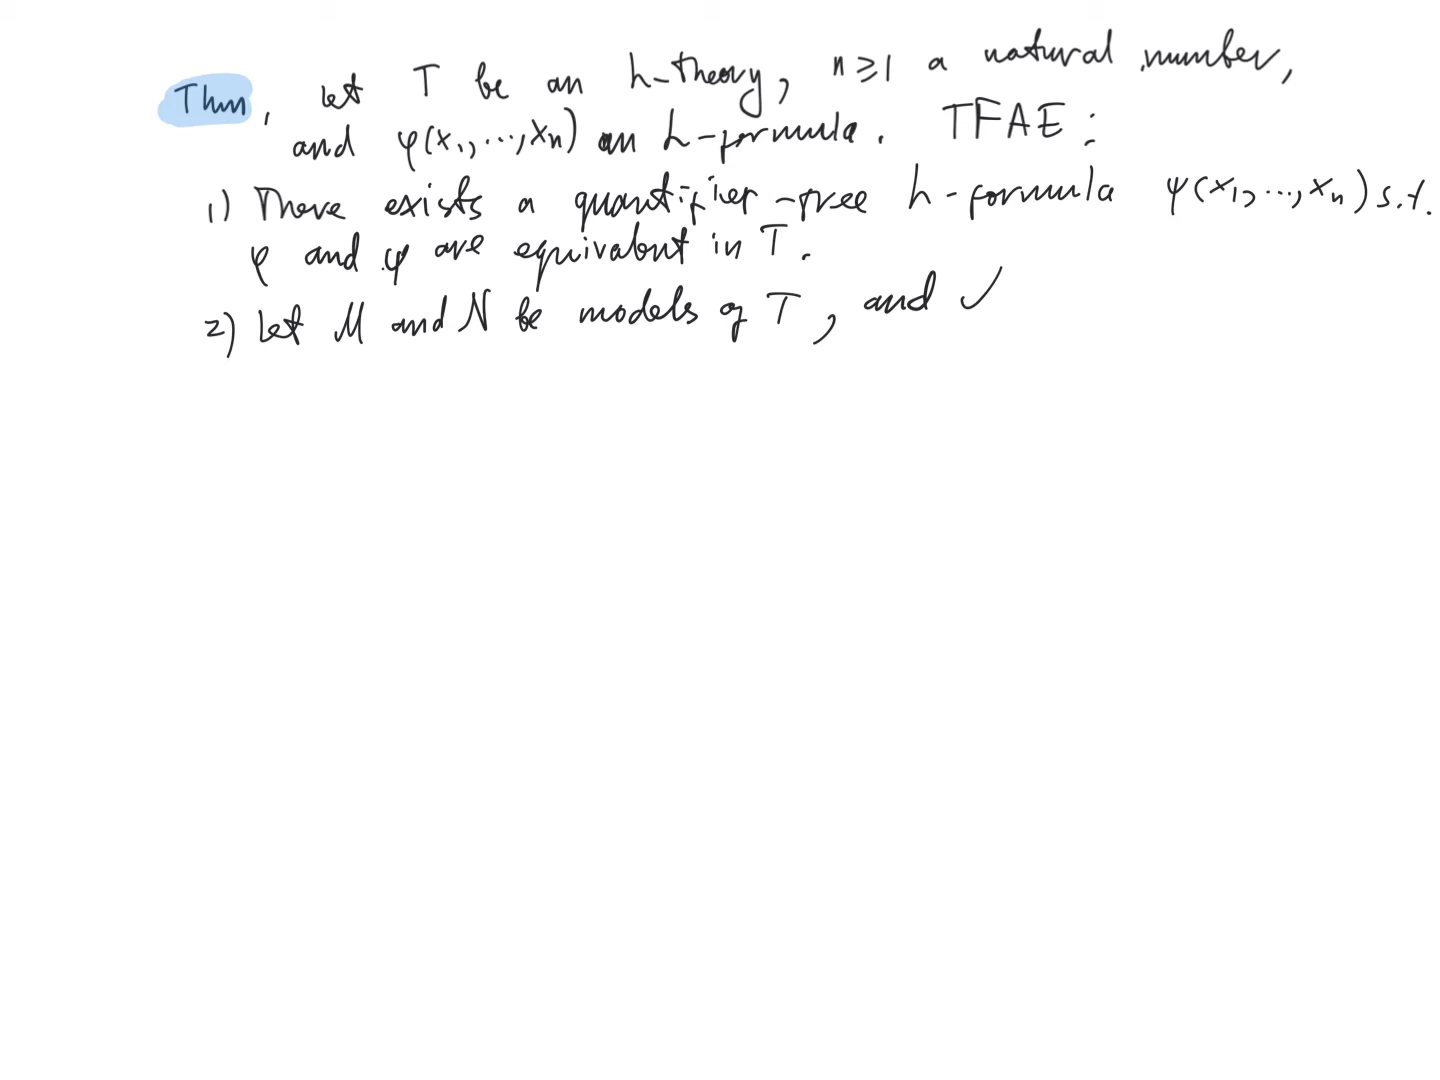 Thm, let T be an h-theory, n ≥ 1 a natural number,
and φ(x₁, ..., xₙ) an h-formula. TFAE:
1) There exists a quantifier-free h-formula ψ(x₁, ..., xₙ) s.t.
φ and ψ are equivalent in T.
2) Let M and N be models of T, and